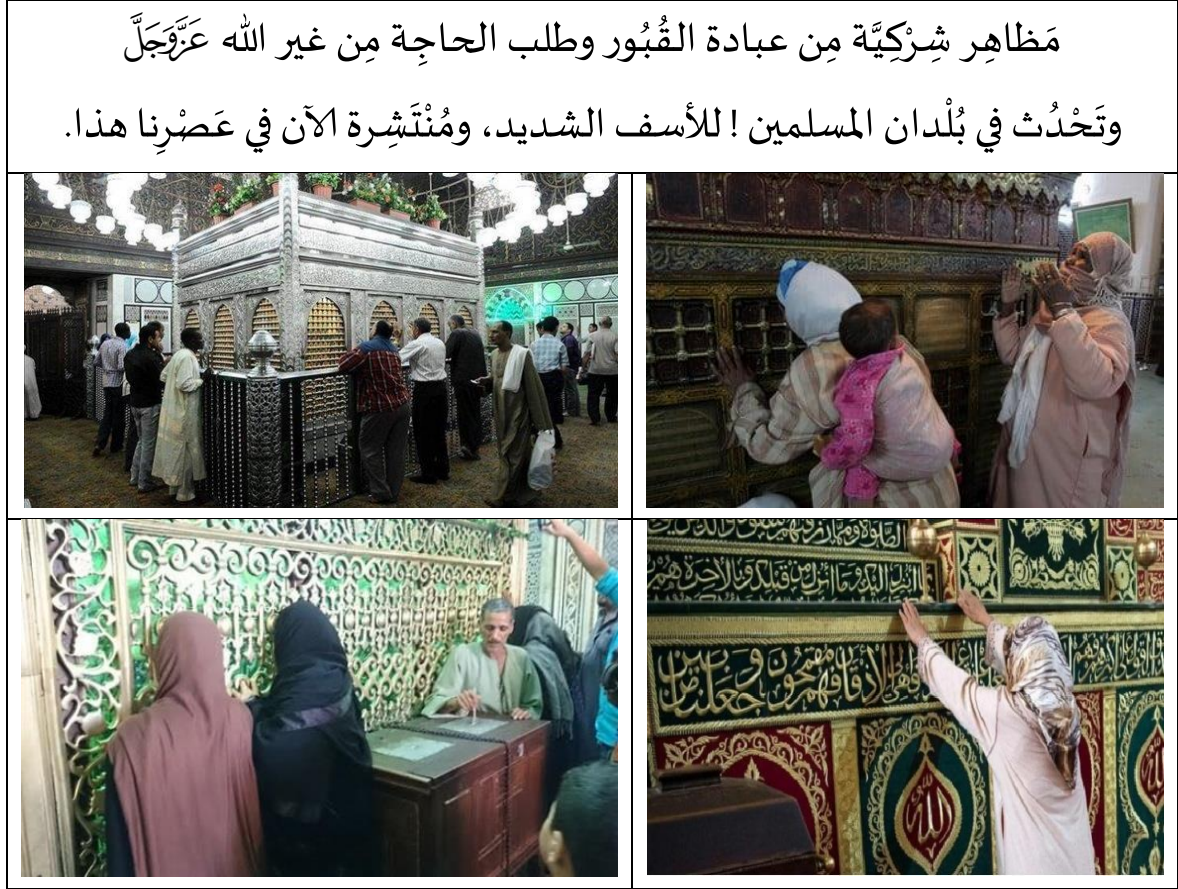 مَظاهِر شِرْكِيَّة مِن عبادة القُبُور وطلب الحاجِة مِن غير الله عَزَّوَجَلَّ
وتَحْدُث في بُلْدان المسلمين ! للأسف الشديد، ومُنْتَشِرة الآن في عَصْرِنا هذا.
الله